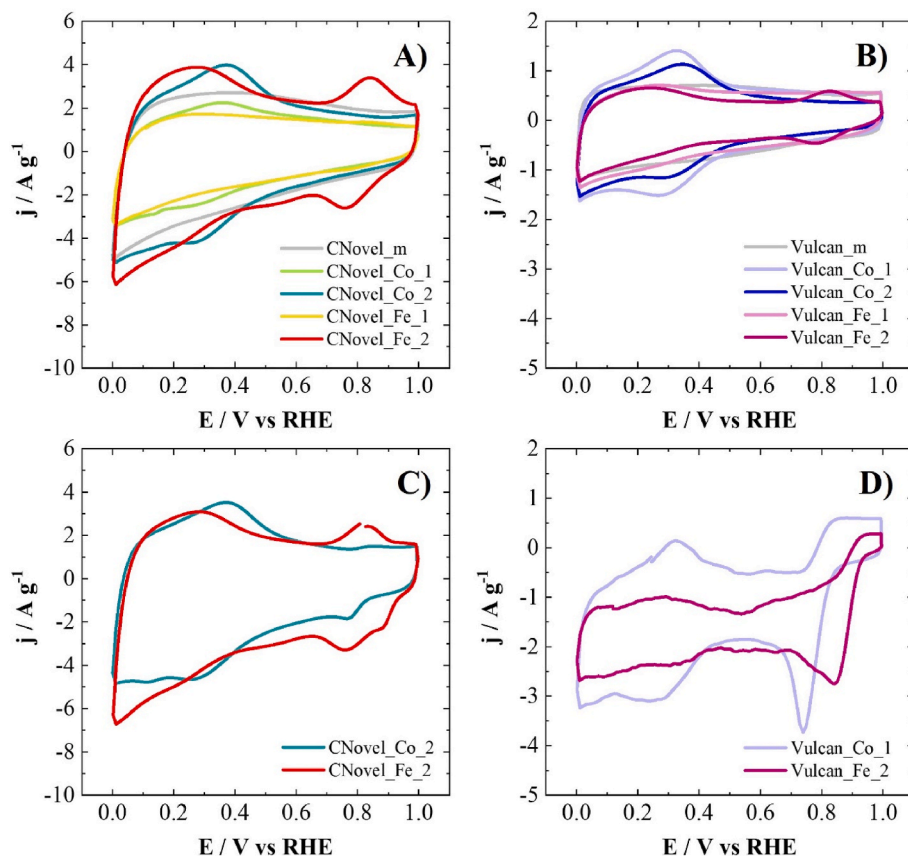 A)
6
4
2
0
-2
-4
-6
-8
-10
j / A g-1
CNovel_m
CNovel_Co_1
CNovel_Co_2
CNovel_Fe_1
CNovel_Fe_2
0.0 0.2 0.4 0.6 0.8 1.0
E / V vs RHE
B)
2
1
0
-1
-2
-3
-4
-5
j / A g-1
Vulcan_m
Vulcan_Co_1
Vulcan_Co_2
Vulcan_Fe_1
Vulcan_Fe_2
0.0 0.2 0.4 0.6 0.8 1.0
E / V vs RHE
C)
6
4
2
0
-2
-4
-6
-8
-10
j / A g-1
CNovel_Co_2
CNovel_Fe_2
0.0 0.2 0.4 0.6 0.8 1.0
E / V vs RHE
D)
2
1
0
-1
-2
-3
-4
-5
j / A g-1
Vulcan_Co_1
Vulcan_Fe_2
0.0 0.2 0.4 0.6 0.8 1.0
E / V vs RHE